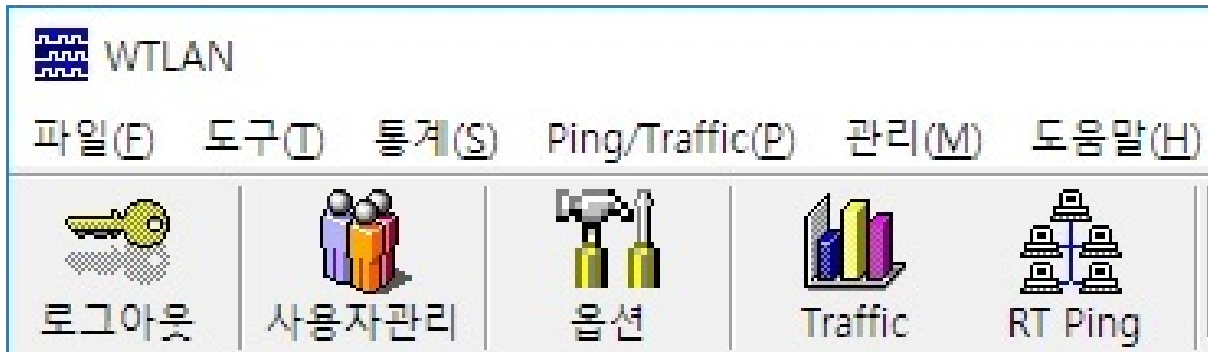 WTLAN
파일(F) 도구(T) 통계(S) Ping/Traffic(P) 관리(M) 도움말(H)
로그아웃 사용자관리 옵션 Traffic RT Ping